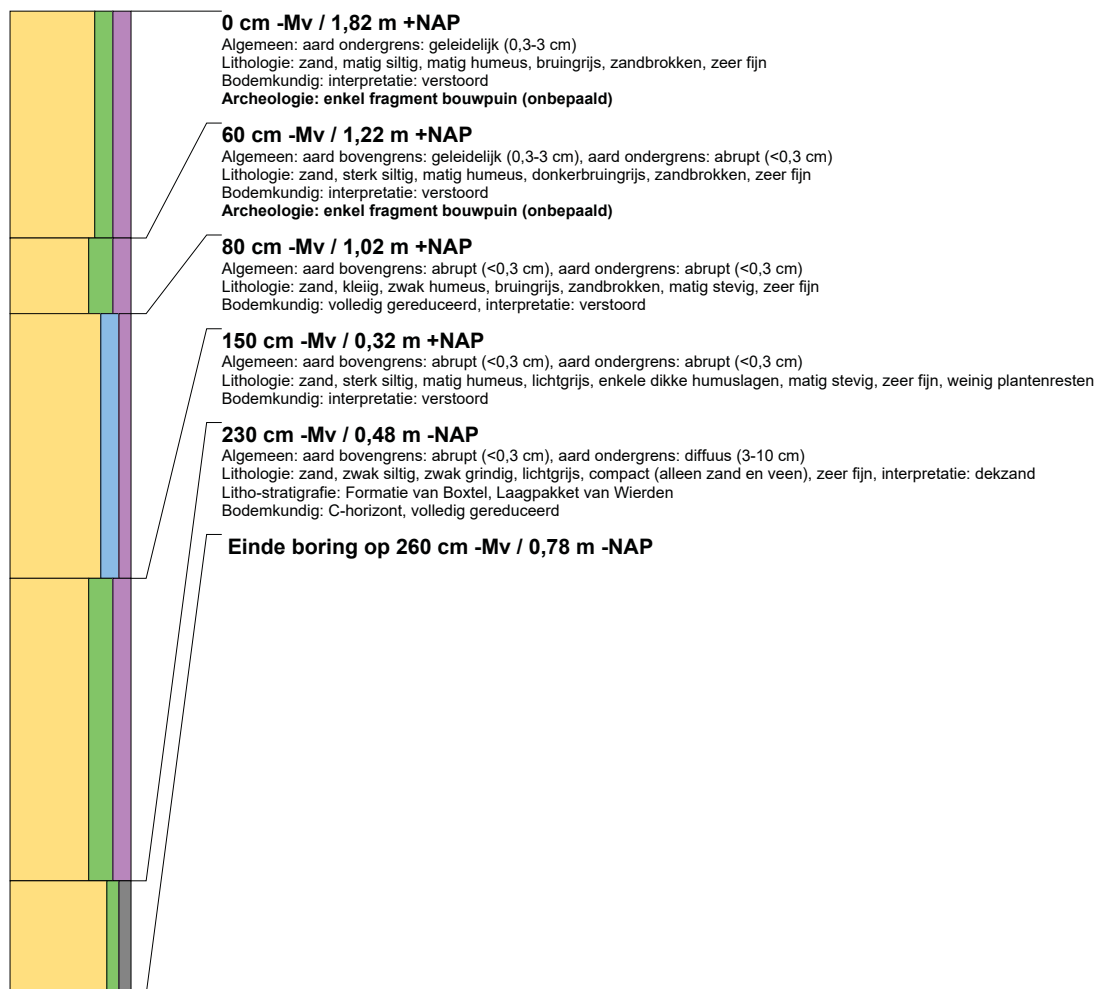 0 cm -Mv / 1,82 m +NAP
Algemeen: aard ondergrens: geleidelijk (0,3-3 cm)
Lithologie: zand, matig siltig, matig humeus, bruingrijs, zandbrokken, zeer fijn
Bodemkundig: interpretatie: verstoord
Archeologie: enkel fragment bouwpuin (onbepaald)
60 cm -Mv / 1,22 m +NAP
Algemeen: aard bovengrens: geleidelijk (0,3-3 cm), aard ondergrens: abrupt (<0,3 cm)
Lithologie: zand, sterk siltig, matig humeus, donkerbruingrijs, zandbrokken, zeer fijn
Bodemkundig: interpretatie: verstoord
Archeologie: enkel fragment bouwpuin (onbepaald)
80 cm -Mv / 1,02 m +NAP
Algemeen: aard bovengrens: abrupt (<0,3 cm), aard ondergrens: abrupt (<0,3 cm)
Lithologie: zand, kleiig, zwak humeus, bruingrijs, zandbrokken, matig stevig, zeer fijn
Bodemkundig: volledig gereduceerd, interpretatie: verstoord
150 cm -Mv / 0,32 m +NAP
Algemeen: aard bovengrens: abrupt (<0,3 cm), aard ondergrens: abrupt (<0,3 cm)
Lithologie: zand, sterk siltig, matig humeus, lichtgrijs, enkele dikke humuslagen, matig stevig, zeer fijn, weinig plantenresten
Bodemkundig: interpretatie: verstoord
230 cm -Mv / 0,48 m -NAP
Algemeen: aard bovengrens: abrupt (<0,3 cm), aard ondergrens: diffuus (3-10 cm)
Lithologie: zand, zwak siltig, zwak grindig, lichtgrijs, compact (alleen zand en veen), zeer fijn, interpretatie: dekzand
Litho-stratigrafie: Formatie van Boxtel, Laagpakket van Wierden
Bodemkundig: C-horizont, volledig gereduceerd
Einde boring op 260 cm -Mv / 0,78 m -NAP